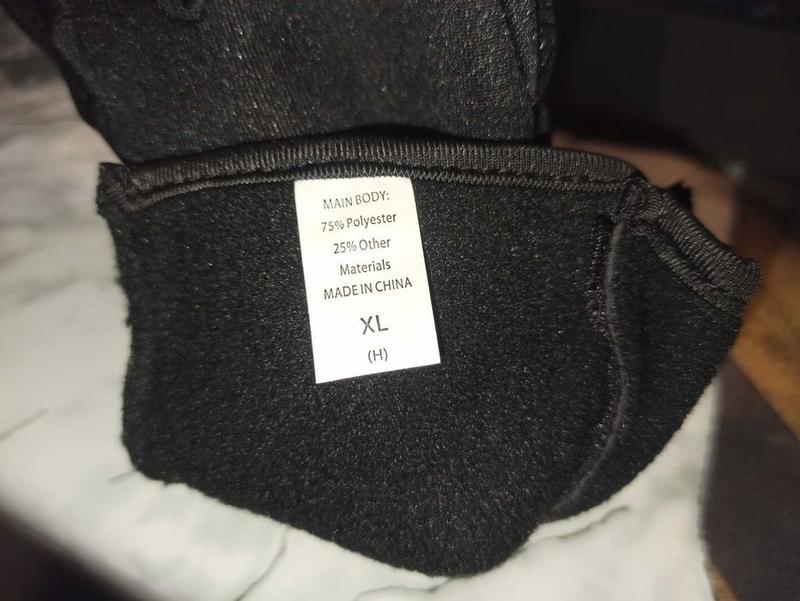 MAIN BODY:
75% Polyester
25% Other
Materials
MADE IN CHINA
XL
(H)